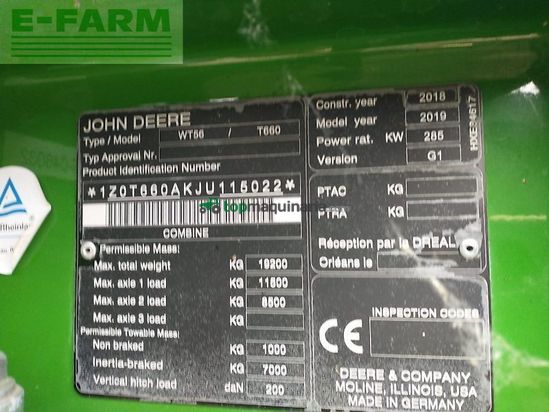 E-FARM
JOHN DEERE
Type / Model WT56 / T660
Typ Approval Nr.
Product Identification Number
*1Z0T660AKJU115022*
topmaquinaria
COMBINE
Permissible Mass:
Max. total weight KG 19200
Max. axle 1 load KG 11500
Max. axle 2 load KG 8500
Max. axle 3 load KG
Permissible Towable Mass:
Non braked KG 1000
Inertia-braked KG 7000
Vertical hitch load daN 200
Constr. year 2018
Model year 2019
Power rat. KW 285
Version G1
HXE84617
PTAC KG
PTRA KG
Réception par la DREAL
Orléans le
INSPECTION CODES
CE
DEERE & COMPANY
MOLINE, ILLINOIS, USA
MADE IN GERMANY